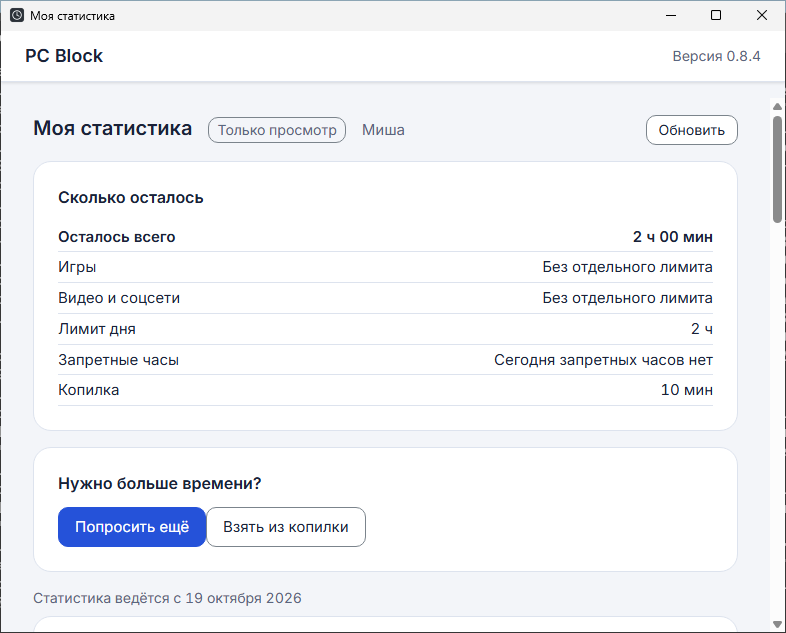 Моя статистика
PC Block
Версия 0.8.4
Моя статистика
Только просмотр
Миша
Обновить
Сколько осталось
Осталось всего 2 ч 00 мин
Игры Без отдельного лимита
Видео и соцсети Без отдельного лимита
Лимит дня 2 ч
Запретные часы Сегодня запретных часов нет
Копилка 10 мин
Нужно больше времени?
Попросить ещё
Взять из копилки
Статистика ведётся с 19 октября 2026